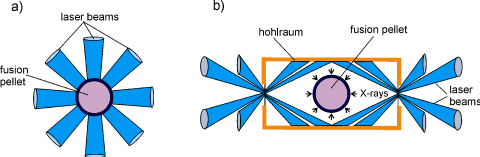 a)
laser beams
fusion
pellet
b)
hohlraum
fusion pellet
X-rays
laser
beams